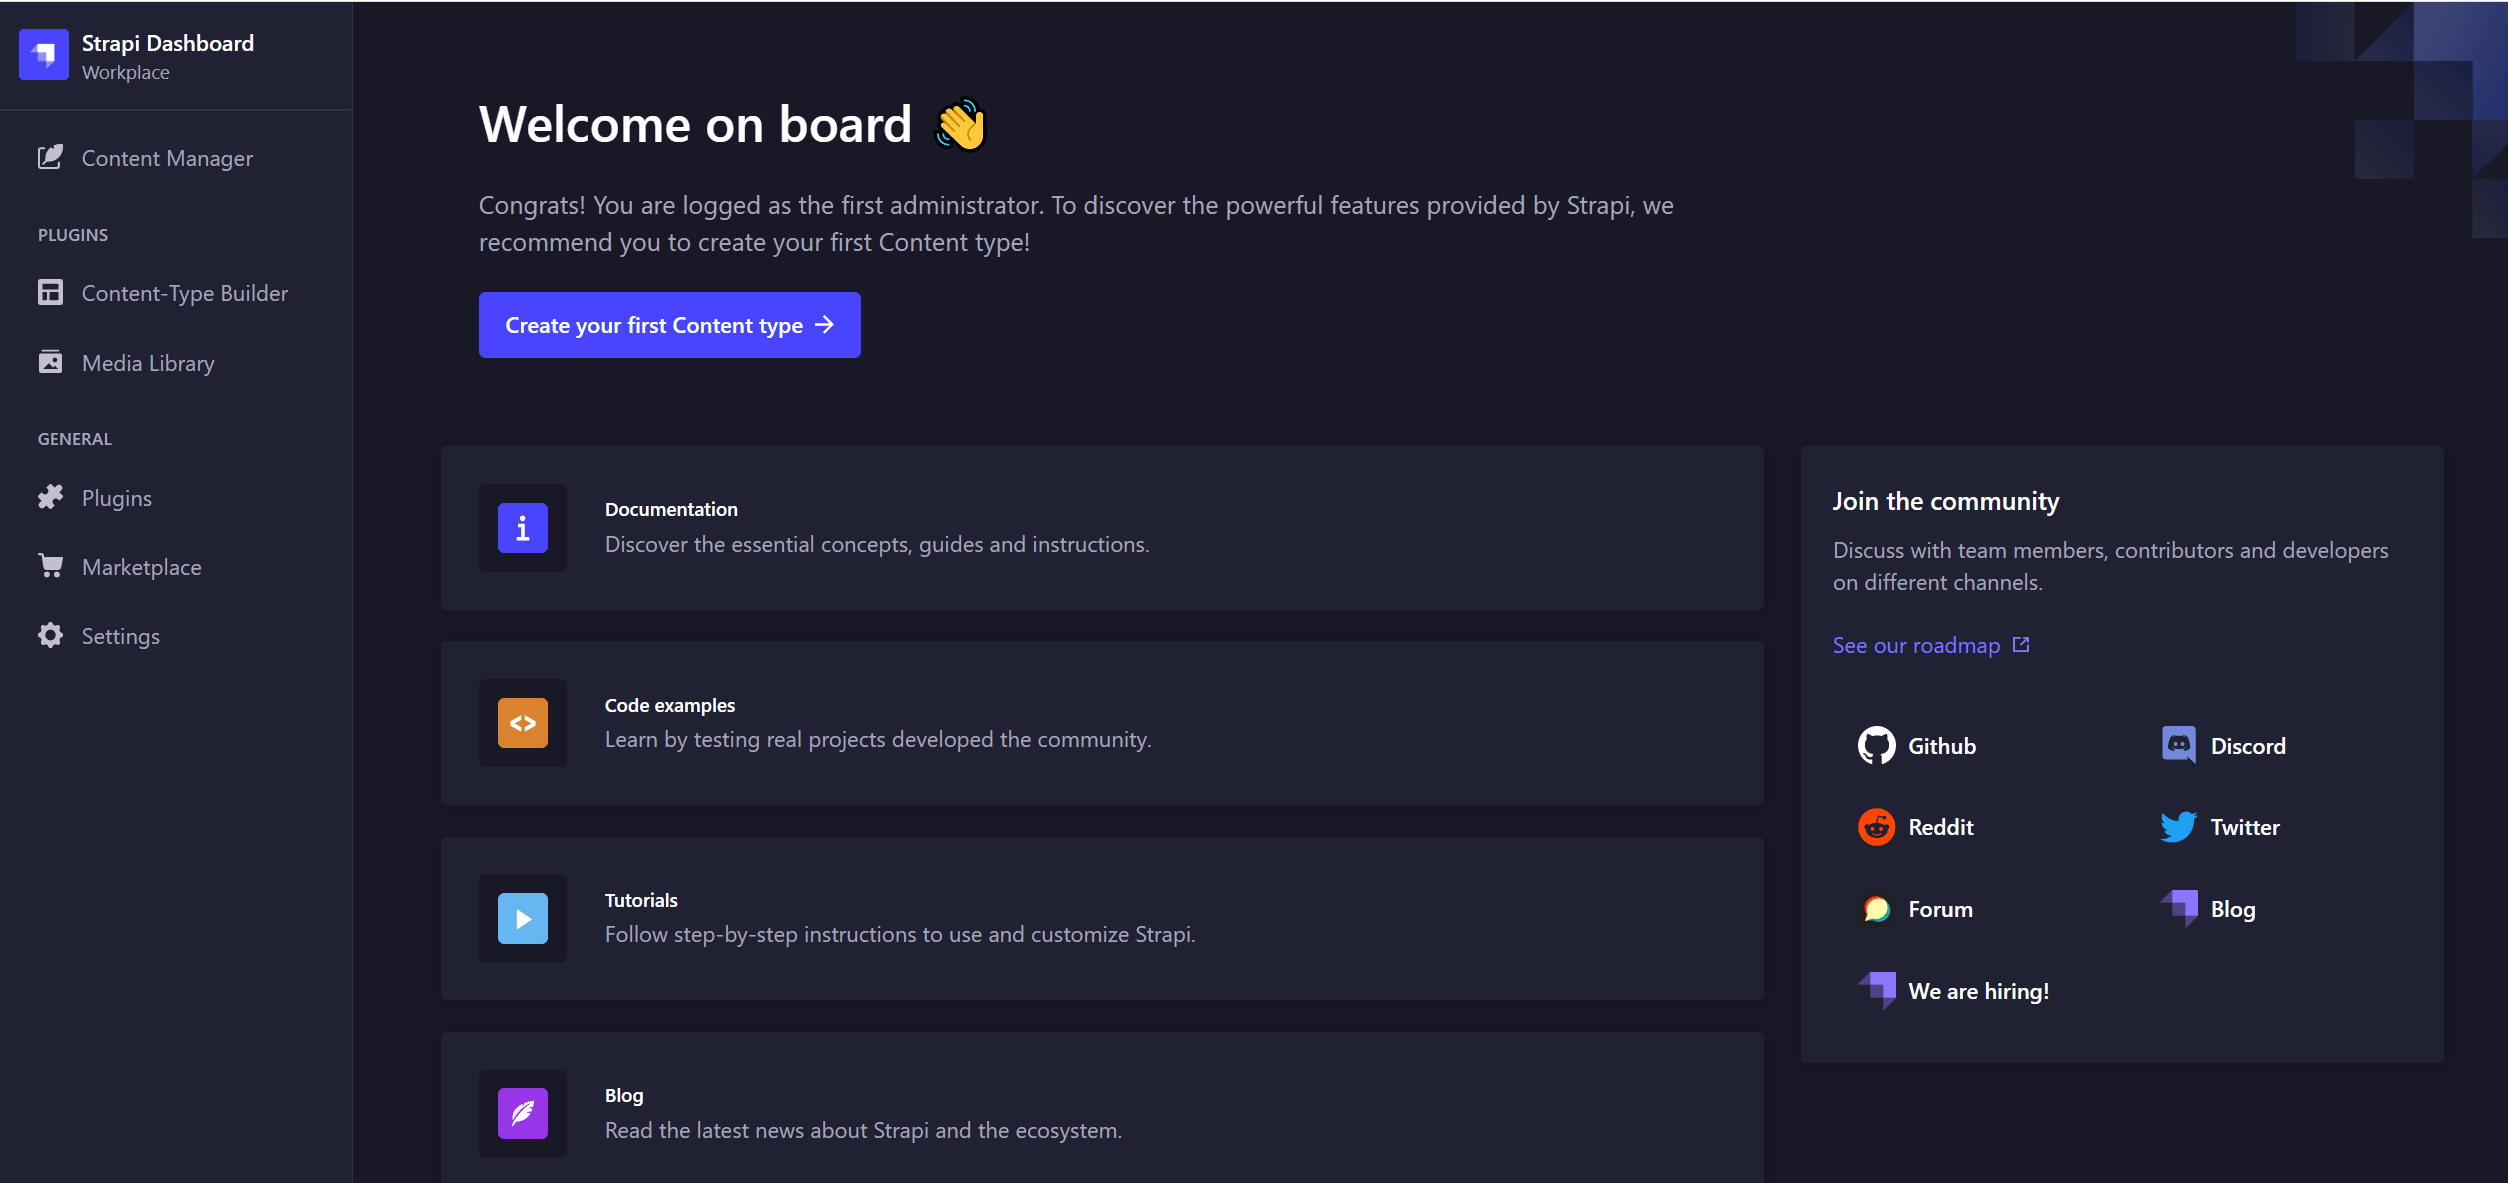 Strapi Dashboard
Workplace
Content Manager
PLUGINS
Content-Type Builder
Media Library
GENERAL
Plugins
Marketplace
Settings
Welcome on board 👋
Congrats! You are logged as the first administrator. To discover the powerful features provided by Strapi, we
recommend you to create your first Content type!
Create your first Content type
Documentation
Discover the essential concepts, guides and instructions.
Code examples
Learn by testing real projects developed the community.
Tutorials
Follow step-by-step instructions to use and customize Strapi.
Blog
Read the latest news about Strapi and the ecosystem.
Join the community
Discuss with team members, contributors and developers
on different channels.
See our roadmap
Github
Discord
Reddit
Twitter
Forum
Blog
We are hiring!